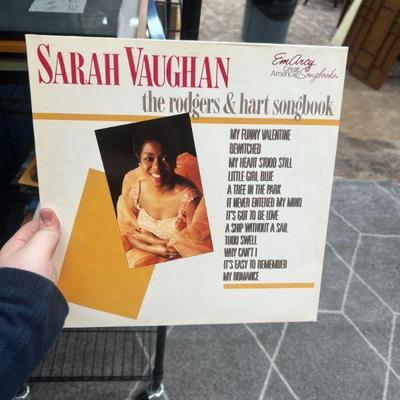 SARAH VAUGHAN
EmArcy
Great
American Songbooks
the rodgers & hart songbook
MY FUNNY VALENTINE
BEWITCHED
MY HEART STOOD STILL
LITTLE GIRL BLUE
A TREE IN THE PARK
IT NEVER ENTERED MY MIND
IT'S GOT TO BE LOVE
A SHIP WITHOUT A SAIL
THOU SWELL
WHY CAN'T I
IT'S EASY TO REMEMBER
MY ROMANCE